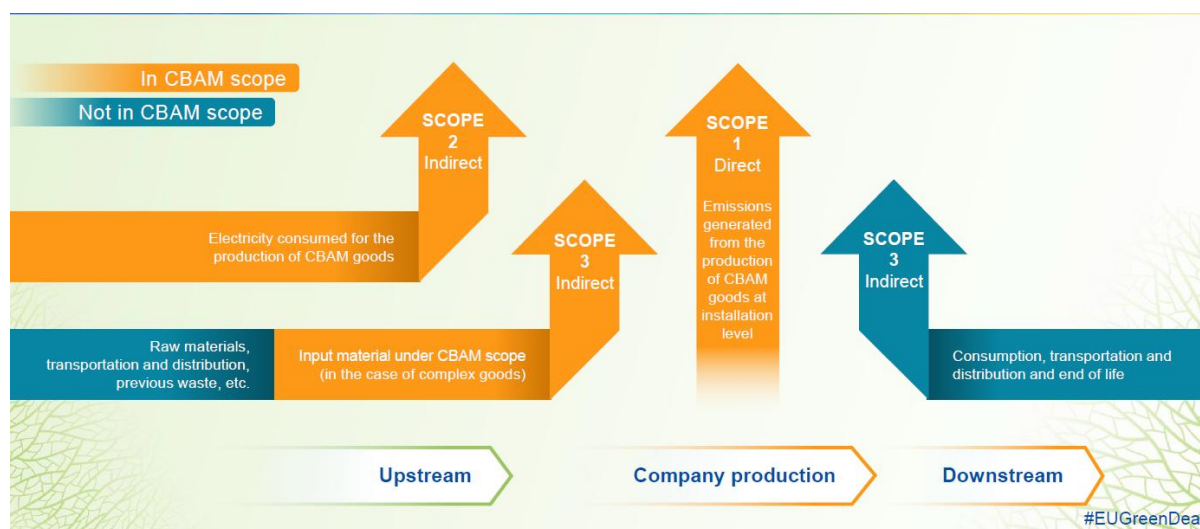 In CBAM scope
Not in CBAM scope
SCOPE
2
Indirect
Electricity consumed for the
production of CBAM goods
SCOPE
3
Indirect
Raw materials,
transportation and distribution,
previous waste, etc.
Input material under CBAM scope
(in the case of complex goods)
SCOPE
1
Direct
Emissions
generated
from the
production
of CBAM
goods at
installation
level
SCOPE
3
Indirect
Consumption, transportation and
distribution and end of life
Upstream
Company production
Downstream
#EUGreenDea